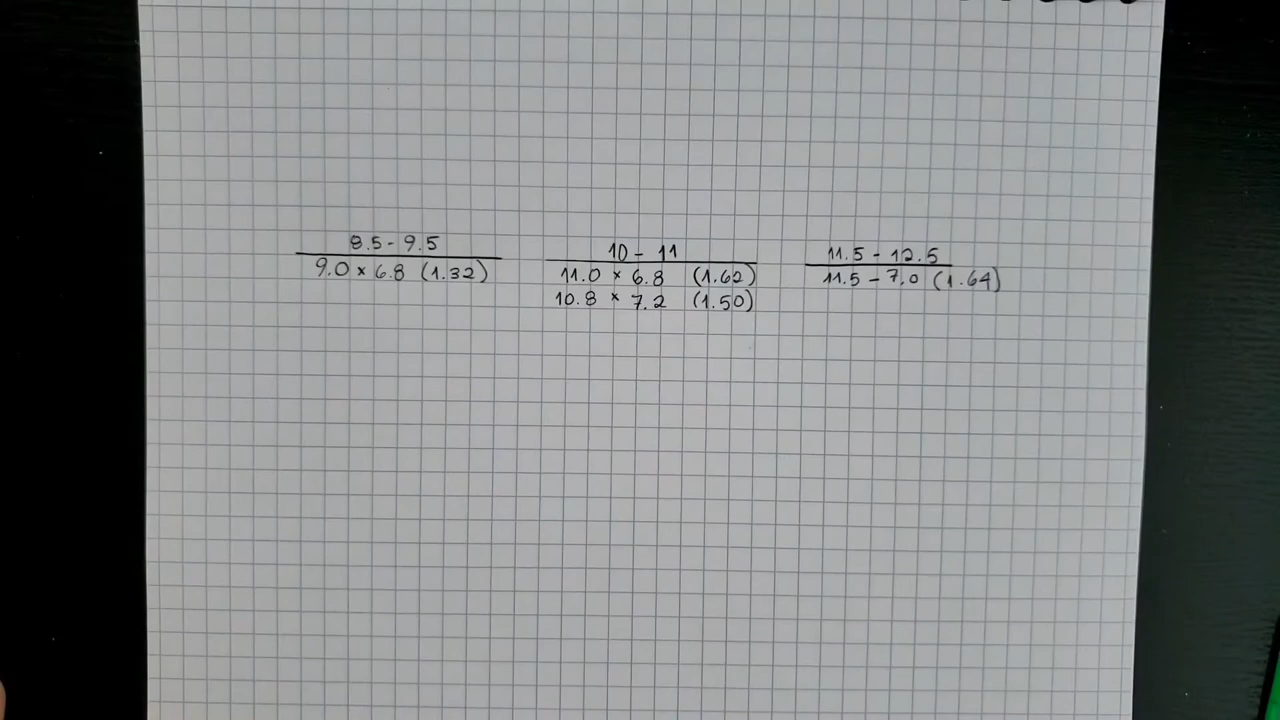 8.5 - 9.5
9.0 × 6.8 (1.32)
10 - 11
11.0 × 6.8 (1.62)
10.8 × 7.2 (1.50)
11.5 - 12.5
11.5 - 7.0 (1.64)